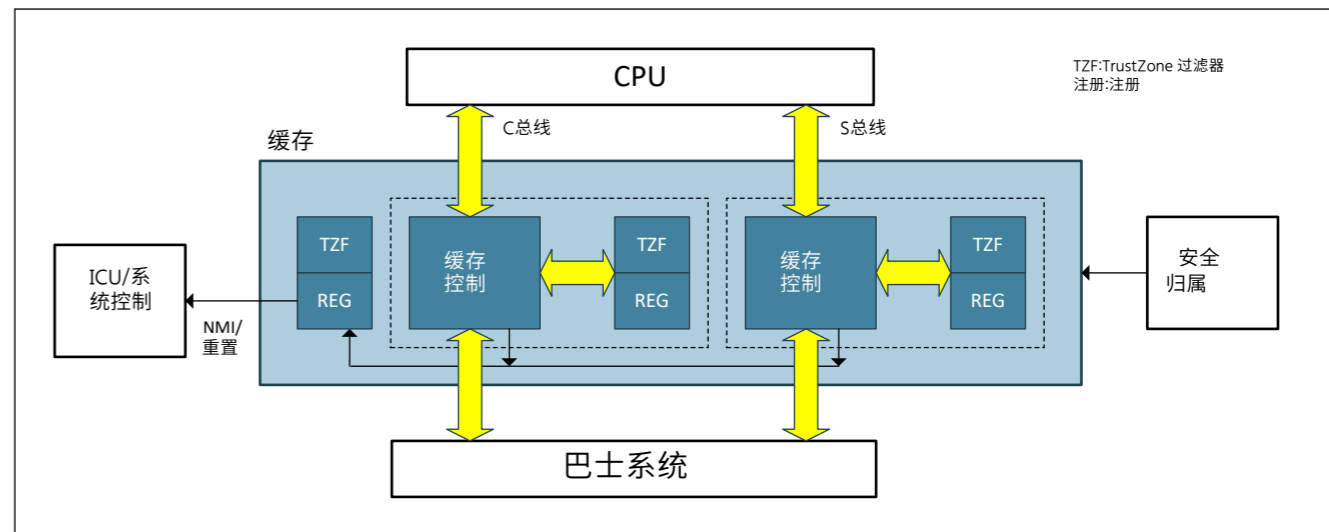 CPU
TZF:TrustZone 过滤器
注册:注册
C总线
S总线
缓存
TZF
REG
缓存
控制
TZF
REG
缓存
控制
TZF
REG
ICU/系
统控制
安全
归属
NMI/
重置
巴士系统